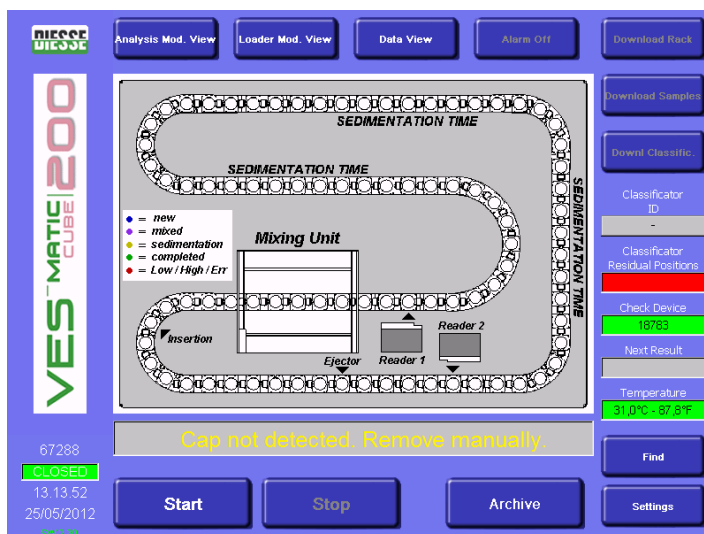 DIESSE
Analysis Mod. View
Loader Mod. View
Data View
Alarm Off
Download Rack
Download Samples
Downl Classific.
VES-MATIC CUBE 200
SEDIMENTATION TIME
SEDIMENTATION TIME
SEDIMENTATION TIME
= new
= mixed
= sedimentation
= completed
= Low / High / Err
Mixing Unit
Insertion
Ejector
Reader 1
Reader 2
Classificator
ID
-
Classificator
Residual Positions
Check Device
18783
Next Result
Temperature
31,0°C - 87,8°F
Cap not detected. Remove manually.
67288
CLOSED
13.13.52
25/05/2012
Start
Stop
Archive
Find
Settings